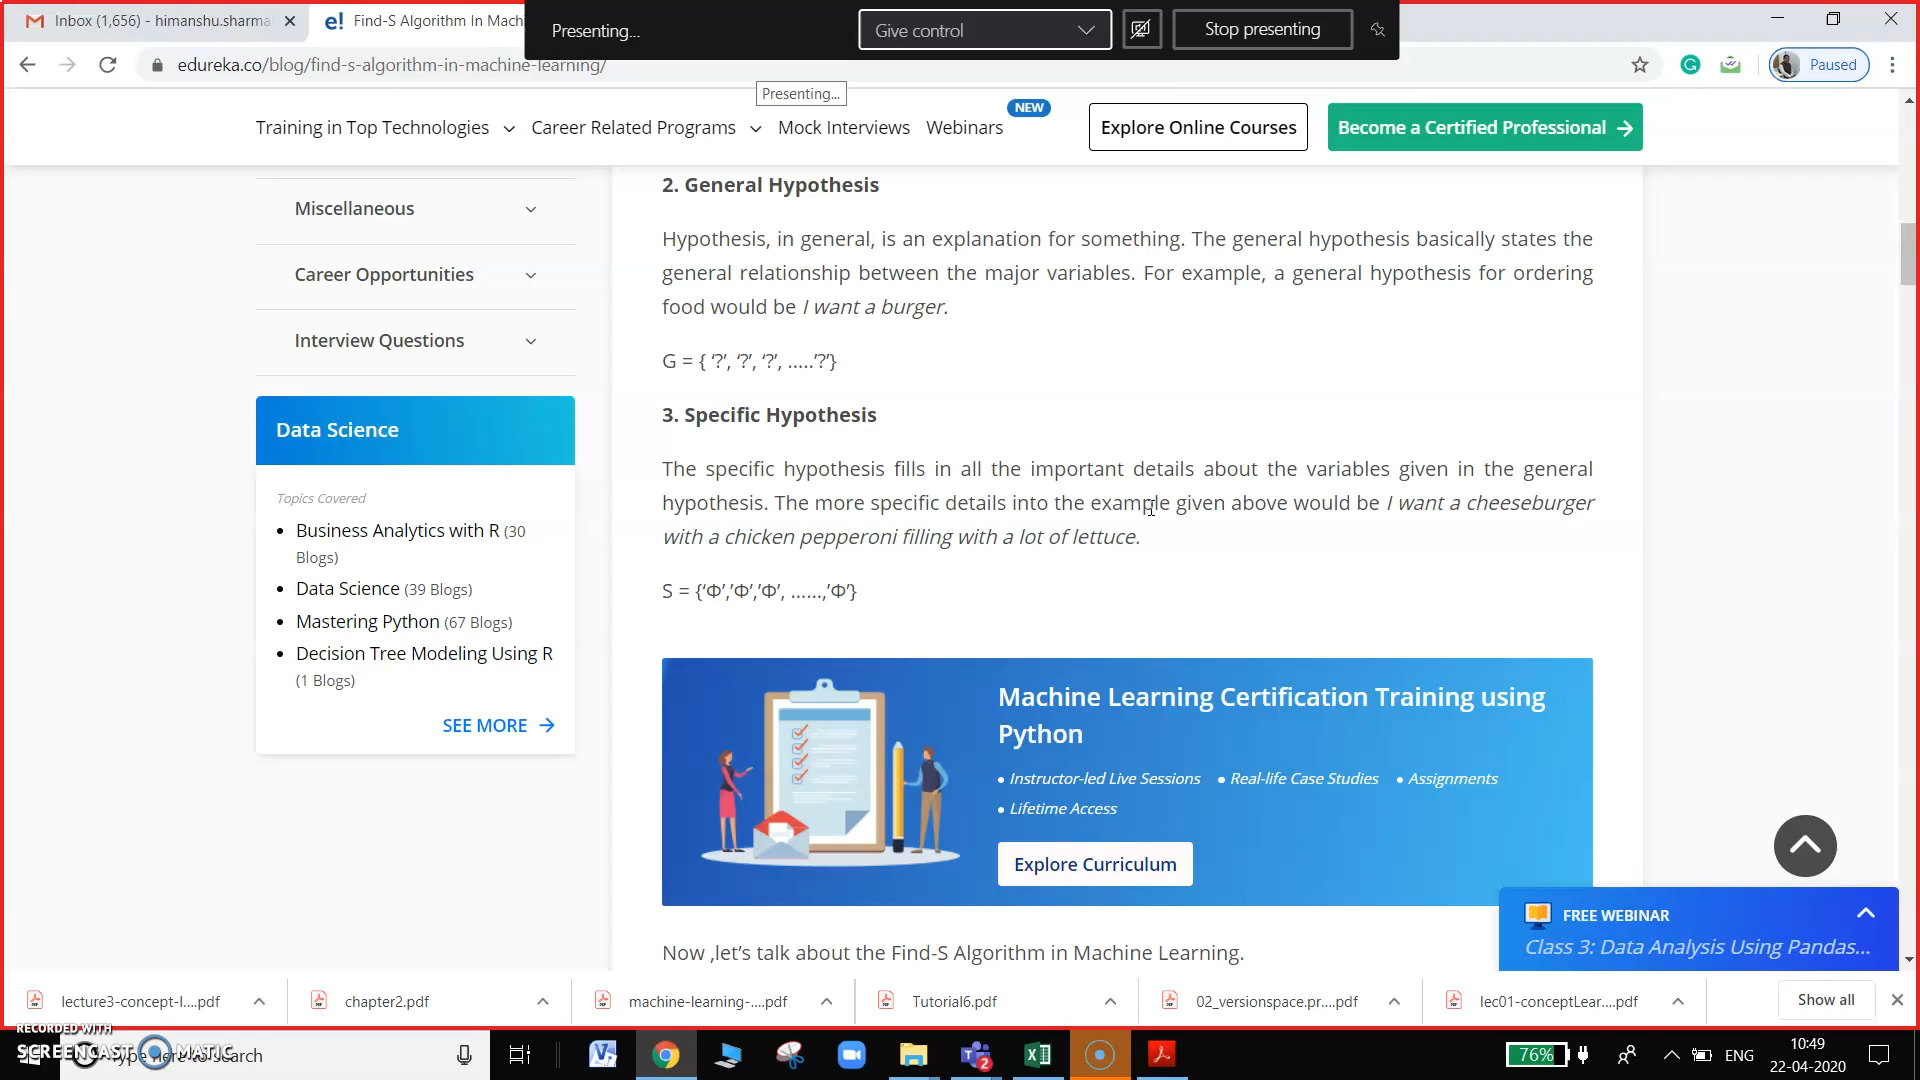 Inbox (1,656) - himanshu.sharma
Find-S Algorithm In Mach
Presenting...
Give control
Stop presenting
edureka.co/blog/find-s-algorithm-in-machine-learning/
Paused
Presenting...
Training in Top Technologies
Career Related Programs
Mock Interviews
Webinars
NEW
Explore Online Courses
Become a Certified Professional
Miscellaneous
Career Opportunities
Interview Questions
Data Science
Topics Covered
• Business Analytics with R (30
Blogs)
• Data Science (39 Blogs)
• Mastering Python (67 Blogs)
• Decision Tree Modeling Using R
(1 Blogs)
SEE MORE
2. General Hypothesis
Hypothesis, in general, is an explanation for something. The general hypothesis basically states the
general relationship between the major variables. For example, a general hypothesis for ordering
food would be I want a burger.
G = { ‘?’, ‘?’, ‘?’, …..’?’}
3. Specific Hypothesis
The specific hypothesis fills in all the important details about the variables given in the general
hypothesis. The more specific details into the example given above would be I want a cheeseburger
with a chicken pepperoni filling with a lot of lettuce.
S = {‘Φ’,’Φ’,’Φ’, ……,’Φ’}
Machine Learning Certification Training using
Python
• Instructor-led Live Sessions • Real-life Case Studies • Assignments
• Lifetime Access
Explore Curriculum
Now ,let’s talk about the Find-S Algorithm in Machine Learning.
FREE WEBINAR
Class 3: Data Analysis Using Pandas...
lecture3-concept-l....pdf
chapter2.pdf
machine-learning-....pdf
Tutorial6.pdf
02_versionspace.pr....pdf
lec01-conceptLear....pdf
Show all
RECORDED WITH
SCREENCAST MATIC
Type here to search
76%
ENG
10:49
22-04-2020